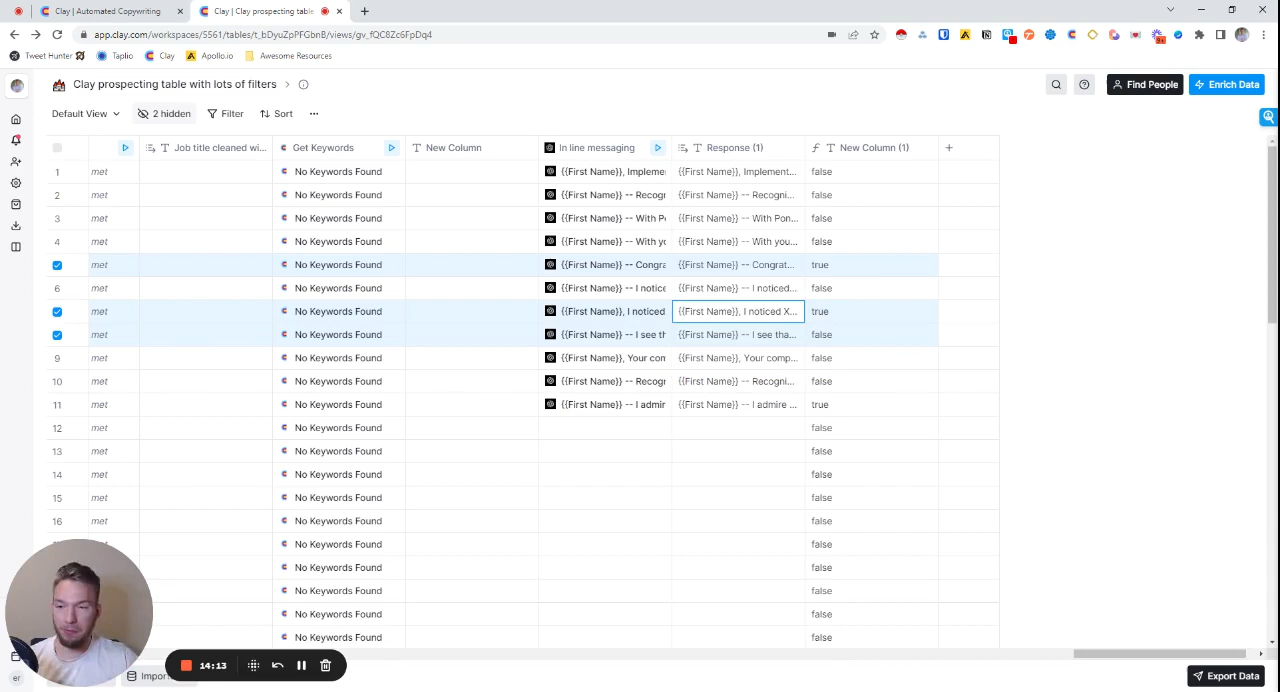 Clay | Automated Copywriting
Clay | Clay prospecting table
app.clay.com/workspaces/5561/tables/t_bDyuZpPFGbnB/views/gv_fQC8Zc6FpDq4
Tweet Hunter
Taplio
Clay
Apollo.io
Awesome Resources
Clay prospecting table with lots of filters
Find People
Enrich Data
Default View
2 hidden
Filter
Sort
Job title cleaned wi...
Get Keywords
New Column
In line messaging
Response (1)
New Column (1)
1 met No Keywords Found {{First Name}}, Implemer {{First Name}}, Implement... false
2 met No Keywords Found {{First Name}} -- Recogr {{First Name}} -- Recogni... false
3 met No Keywords Found {{First Name}} -- With Po {{First Name}} -- With Pon... false
4 met No Keywords Found {{First Name}} -- With yo {{First Name}} -- With you... false
met No Keywords Found {{First Name}} -- Congra {{First Name}} -- Congrat... true
6 met No Keywords Found {{First Name}} -- I notice {{First Name}} -- I noticed... false
met No Keywords Found {{First Name}}, I noticed {{First Name}}, I noticed X... true
met No Keywords Found {{First Name}} -- I see th {{First Name}} -- I see tha... false
9 met No Keywords Found {{First Name}}, Your com {{First Name}}, Your comp... false
10 met No Keywords Found {{First Name}} -- Recogr {{First Name}} -- Recogni... false
11 met No Keywords Found {{First Name}} -- I admir {{First Name}} -- I admire ... true
12 met No Keywords Found false
13 met No Keywords Found false
14 met No Keywords Found false
15 met No Keywords Found false
16 met No Keywords Found false
met No Keywords Found false
met No Keywords Found false
met No Keywords Found false
met No Keywords Found false
met No Keywords Found false
14:13
Import
Export Data
er